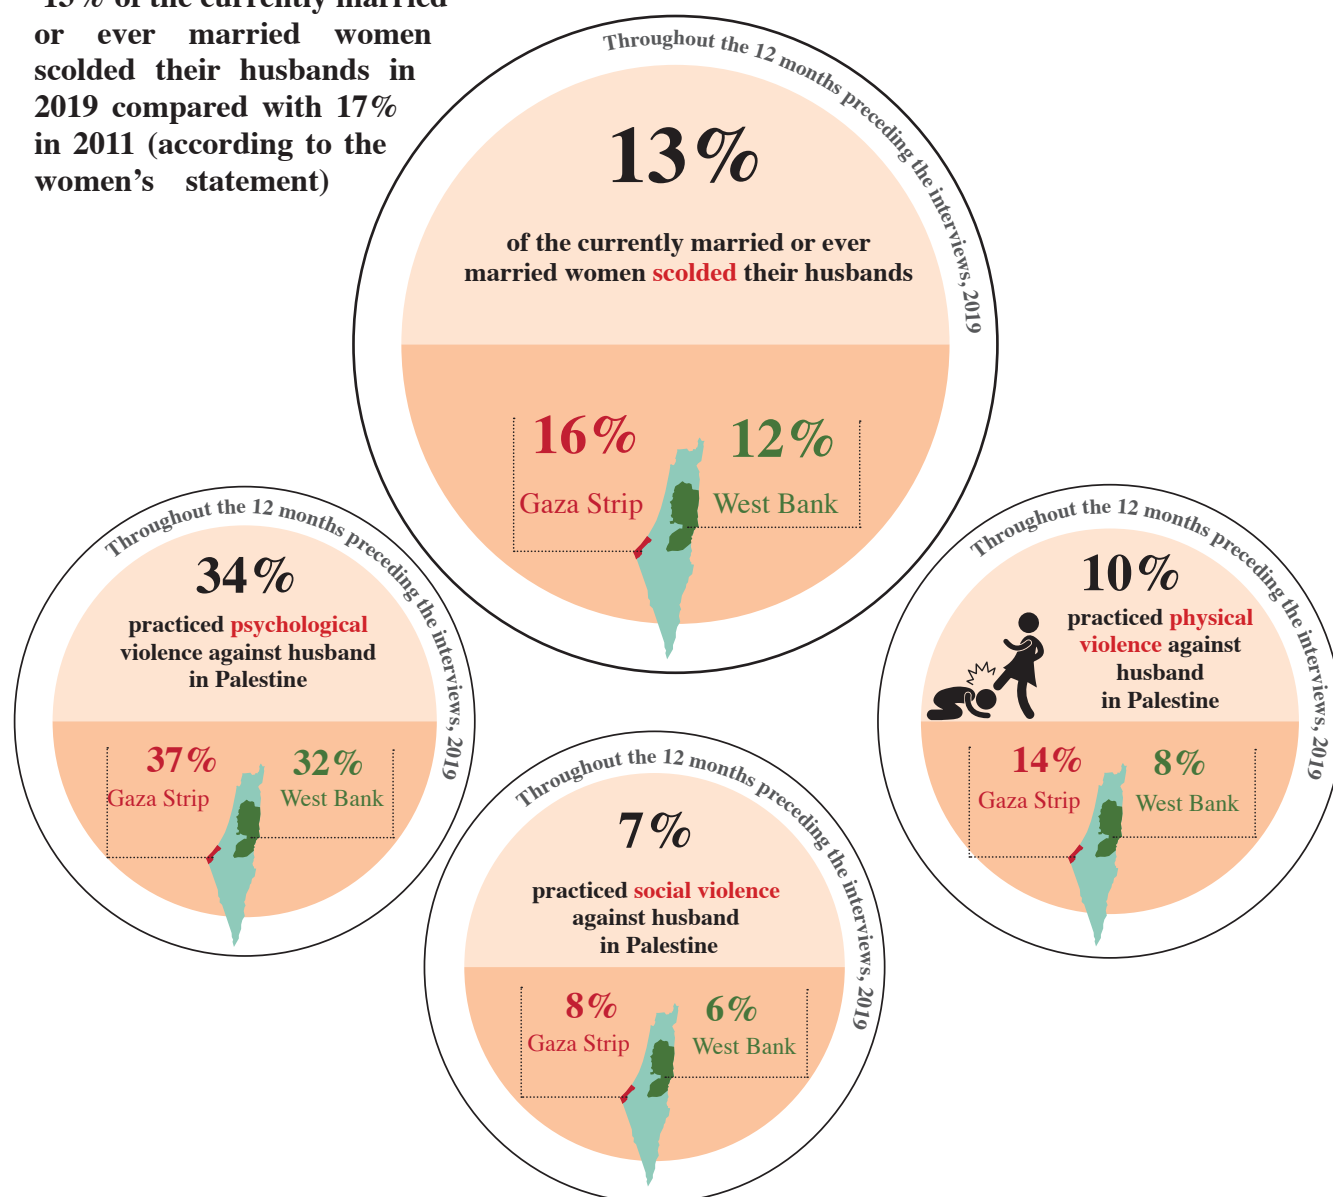 13% of the currently married
or ever married women
scolded their husbands in
2019 compared with 17%
in 2011 (according to the
women’s statement)
Throughout the 12 months preceding the interviews, 2019
13%
of the currently married or ever
married women scolded their husbands
16%
Gaza Strip
12%
West Bank
Throughout the 12 months preceding the interviews, 2019
34%
practiced psychological
violence against husband
in Palestine
37%
Gaza Strip
32%
West Bank
Throughout the 12 months preceding the interviews, 2019
10%
practiced physical
violence against
husband
in Palestine
14%
Gaza Strip
8%
West Bank
Throughout the 12 months preceding the interviews, 2019
7%
practiced social violence
against husband
in Palestine
8%
Gaza Strip
6%
West Bank